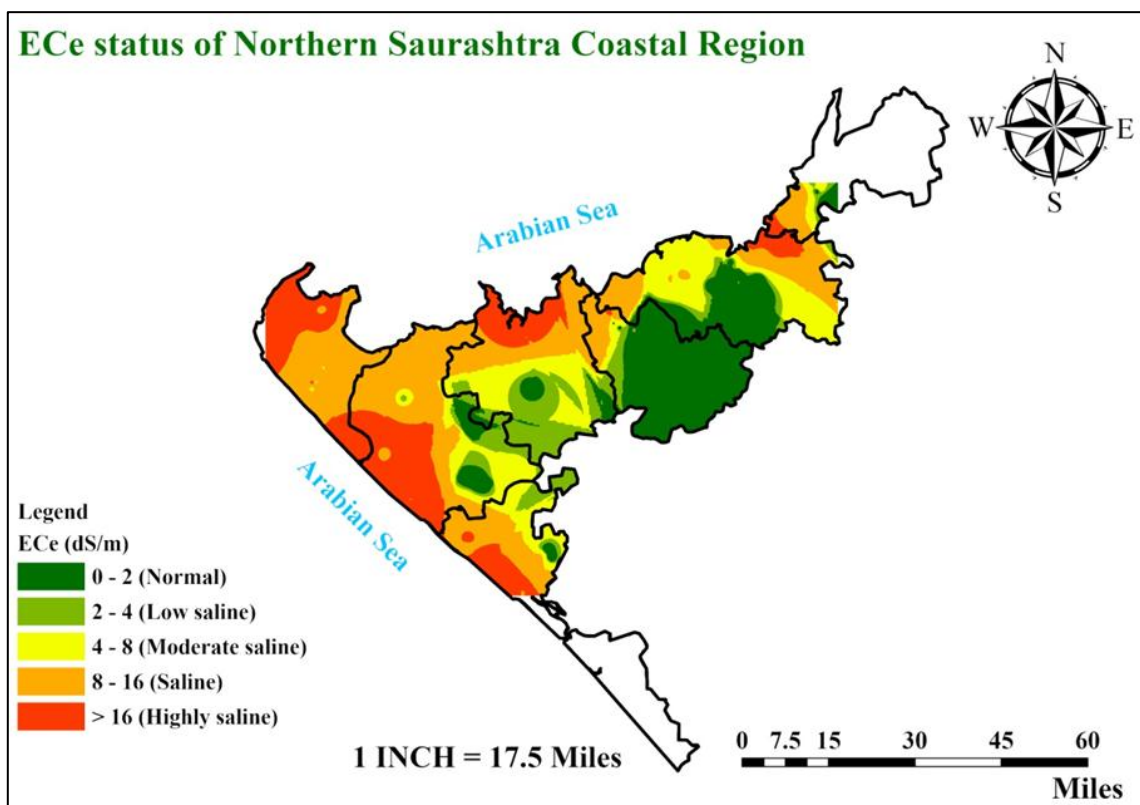 ECe status of Northern Saurashtra Coastal Region
N
W E
S
Arabian Sea
Arabian Sea
Legend
ECe (dS/m)
0 - 2 (Normal)
2 - 4 (Low saline)
4 - 8 (Moderate saline)
8 - 16 (Saline)
> 16 (Highly saline)
1 INCH = 17.5 Miles
0 7.5 15 30 45 60
Miles